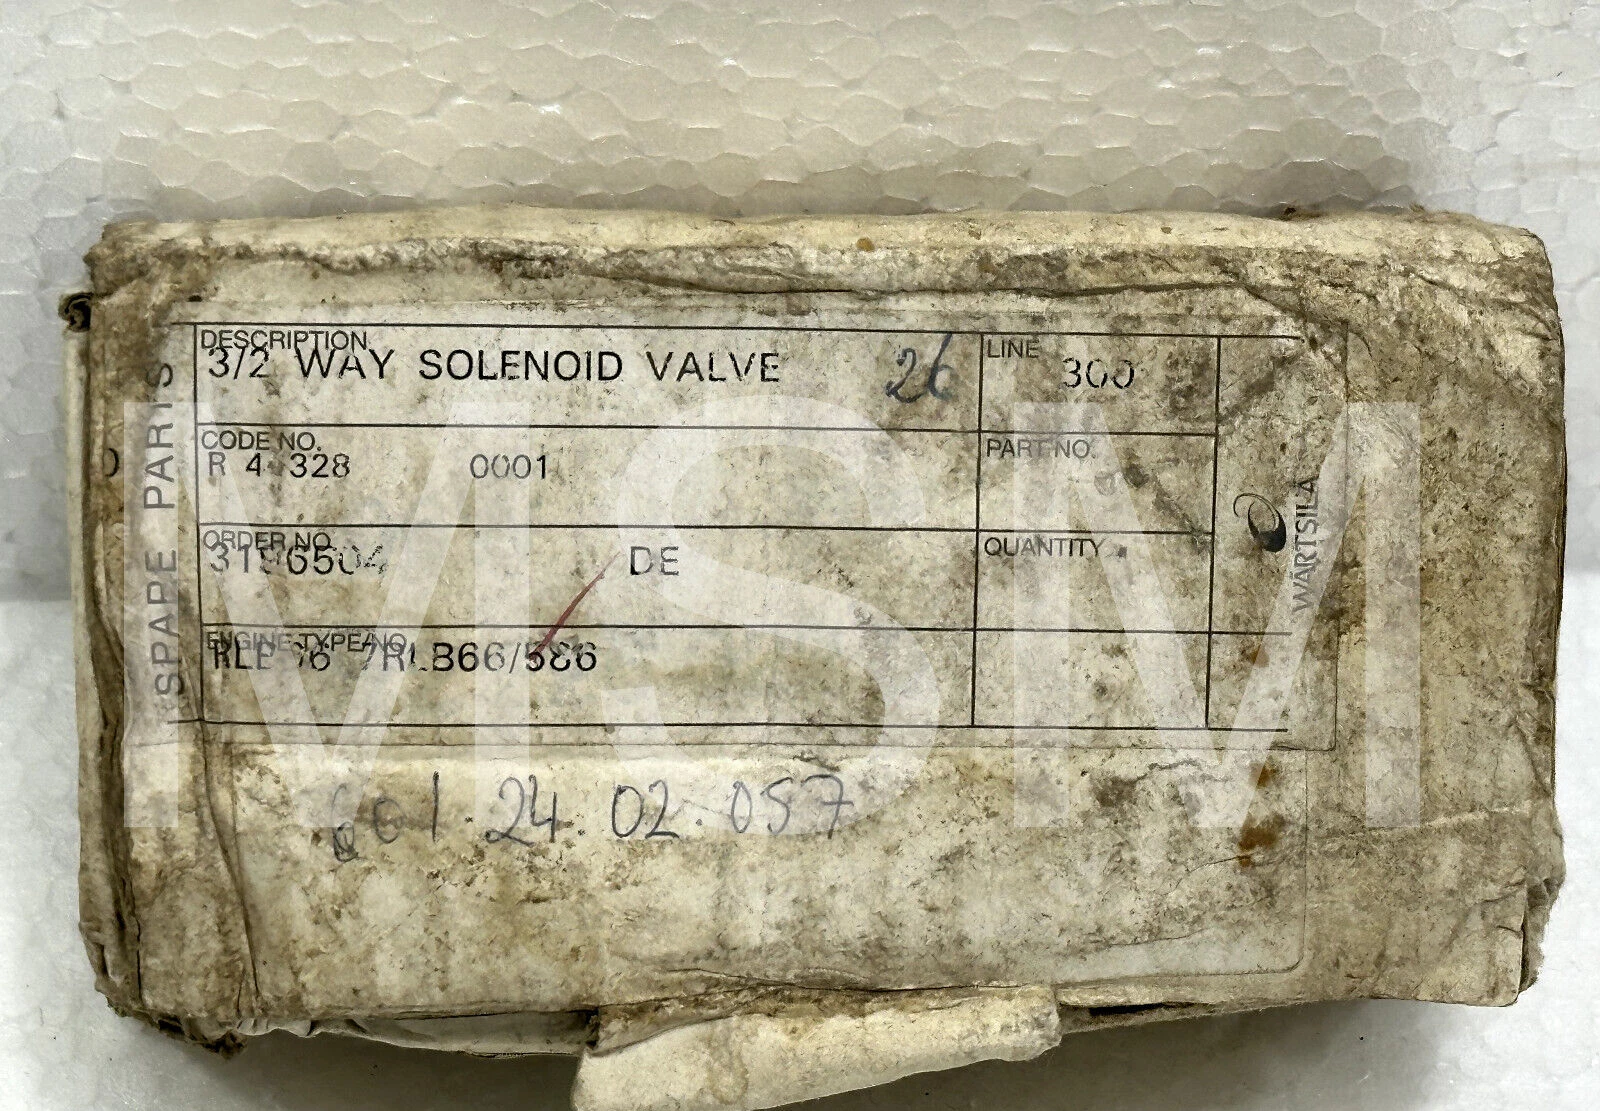 SPARE PARTS
DESCRIPTION
3/2 WAY SOLENOID VALVE 26
LINE
300
CODE NO.
R 4 328 0001
PART NO.
ORDER NO.
DE
QUANTITY
ENGINE TYPE/NO.
7RLB66/586
WÄRTSILÄ
601.24.02.057
MSM